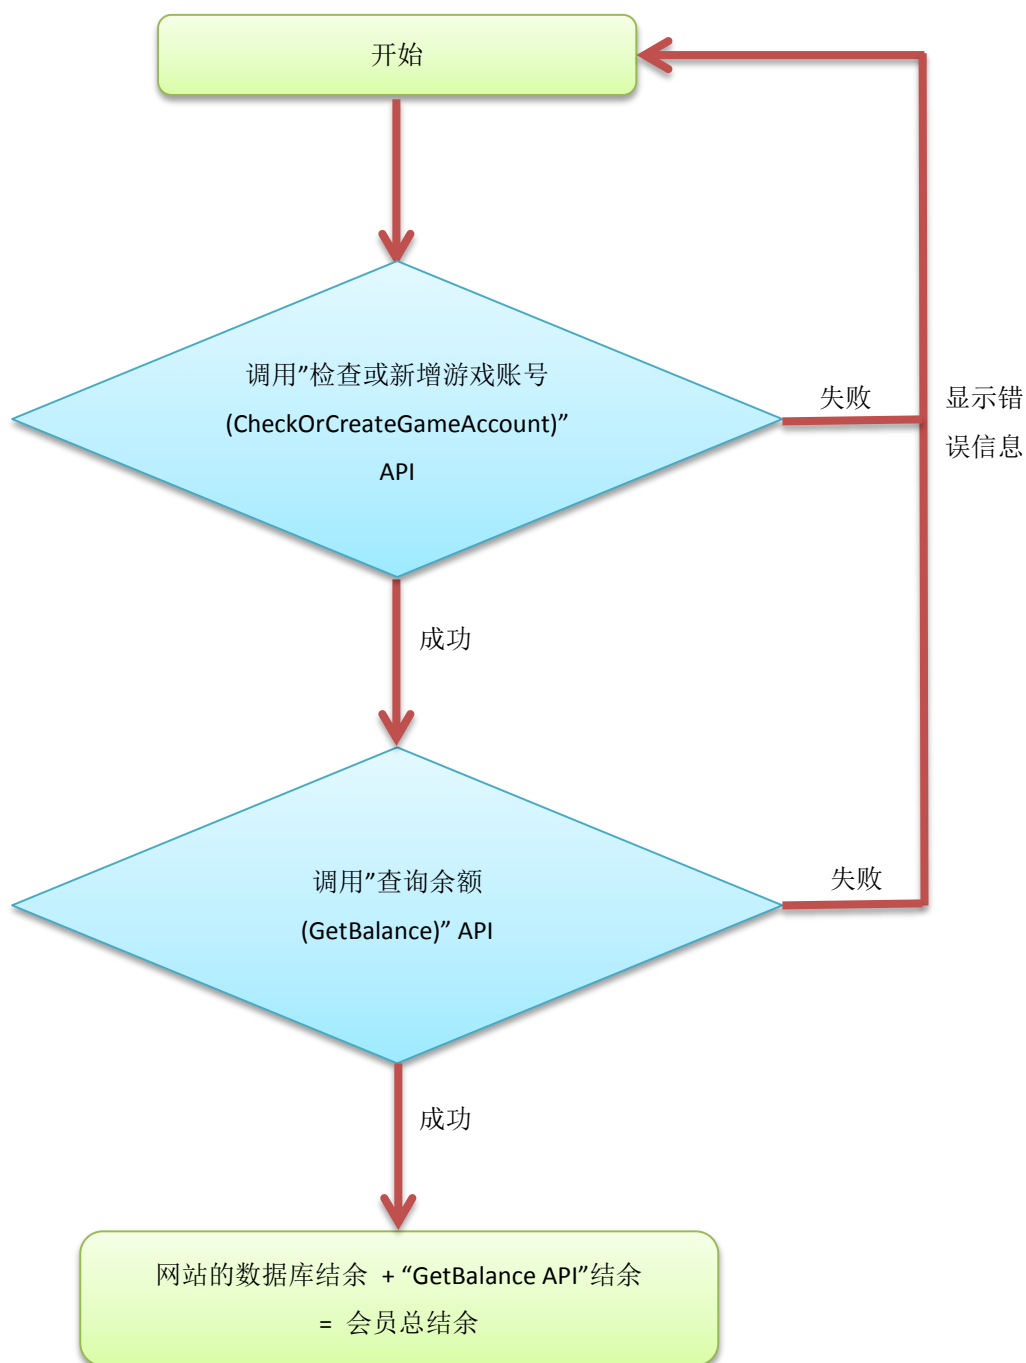 开始
调用”检查或新增游戏账号
(CheckOrCreateGameAccount)”
API
失败
显示错
误信息
成功
调用”查询余额
(GetBalance)” API
失败
成功
网站的数据库结余 + “GetBalance API”结余
= 会员总结余